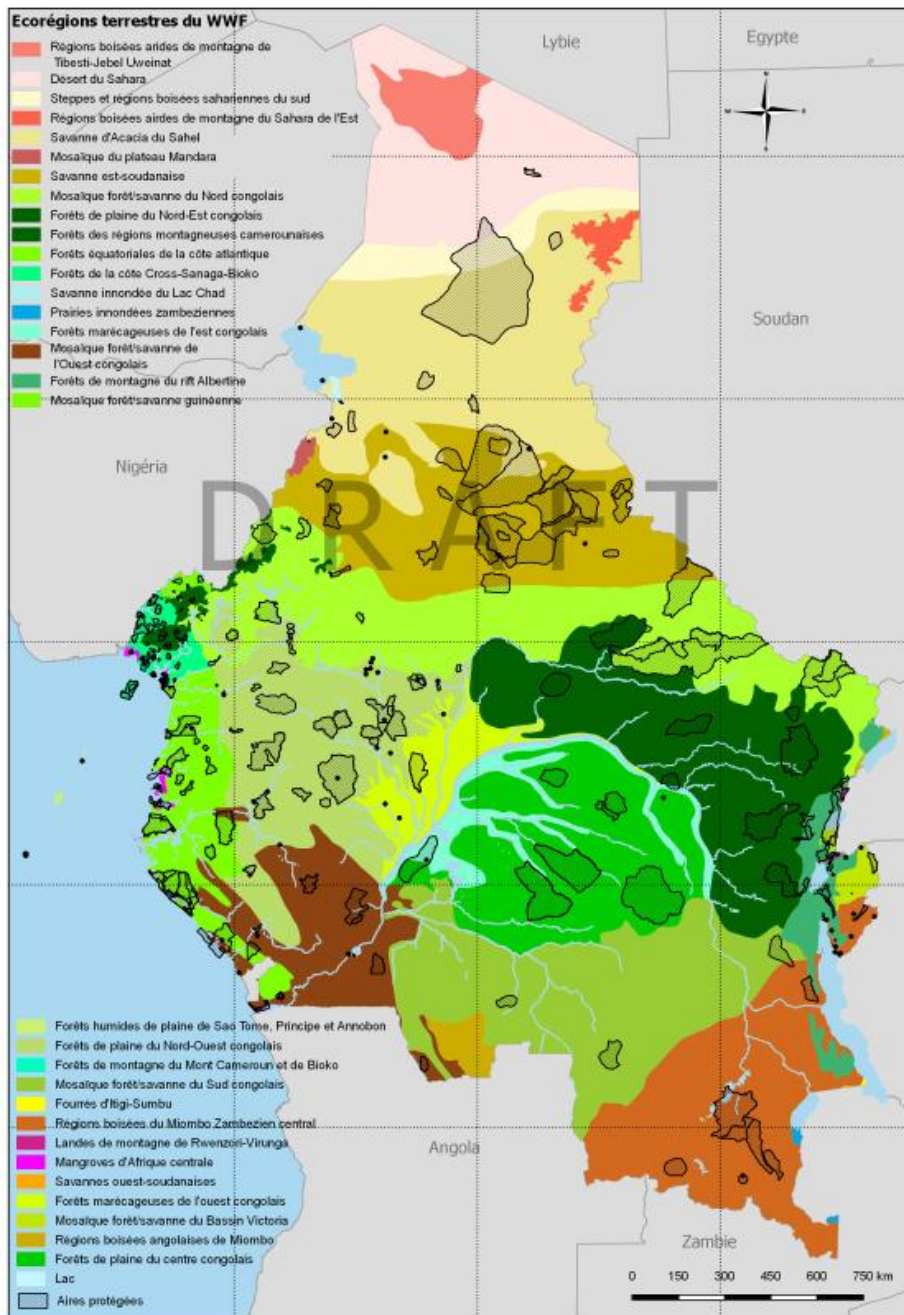 Ecorégions terrestres du WWF
Régions boisées arides de montagne de
Tibesti-Jebel Uweinat
Désert du Sahara
Steppes et régions boisées sahariennes du sud
Régions boisées airdes de montagne du Sahara de l'Est
Savanne d'Acacia du Sahel
Mosaïque du plateau Mandara
Savanne est-soudanaise
Mosaïque forêt/savanne du Nord congolais
Forêts de plaine du Nord-Est congolais
Forêts des régions montagneuses camerounaises
Forêts équatoriales de la côte atlantique
Forêts de la côte Cross-Sanaga-Bioko
Savanne innondée du Lac Chad
Prairies innondées zambeziennes
Forêts marécageuses de l'est congolais
Mosaïque forêt/savanne de
l'Ouest congolais
Forêts de montagne du rift Albertine
Mosaïque forêt/savanne guinéenne
Lybie
Egypte
N
W
E
S
Soudan
Nigéria
DRAFT
Angola
Zambie
Forêts humides de plaine de Sao Tome, Principe et Annobon
Forêts de plaine du Nord-Ouest congolais
Forêts de montagne du Mont Cameroun et de Bioko
Mosaïque forêt/savanne du Sud congolais
Fourrés d'Itigi-Sumbu
Régions boisées du Miombo Zambezien central
Landes de montagne de Rwenzori-Virunga
Mangroves d'Afrique centrale
Savannes ouest-soudanaises
Forêts marécageuses de l'ouest congolais
Mosaïque forêt/savanne du Bassin Victoria
Régions boisées angolaises de Miombo
Forêts de plaine du centre congolais
Lac
Aires protégées
0 150 300 450 600 750 km